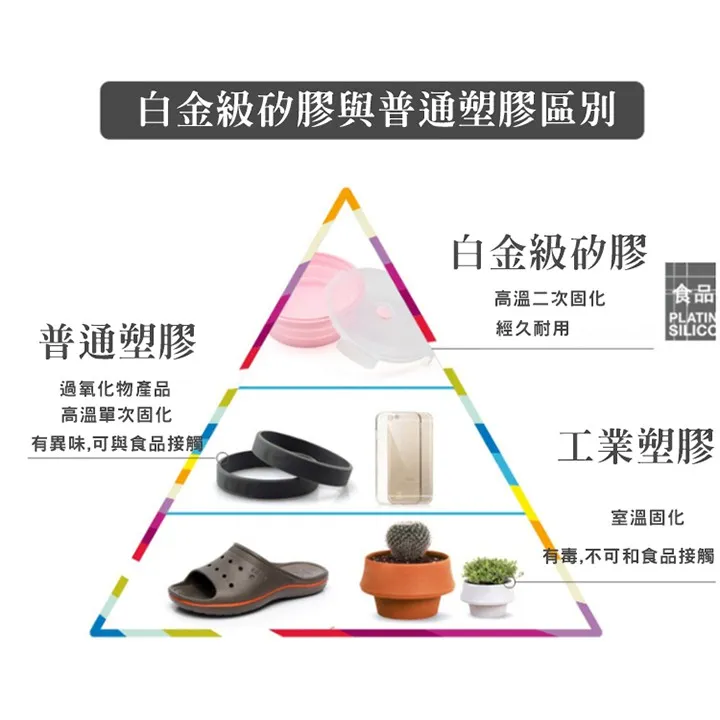 白金級矽膠與普通塑膠區別
白金級矽膠
高溫二次固化
經久耐用
食品
PLATIN
SILICO
普通塑膠
過氧化物產品
高溫單次固化
有異味,可與食品接觸
工業塑膠
室溫固化
有毒,不可和食品接觸